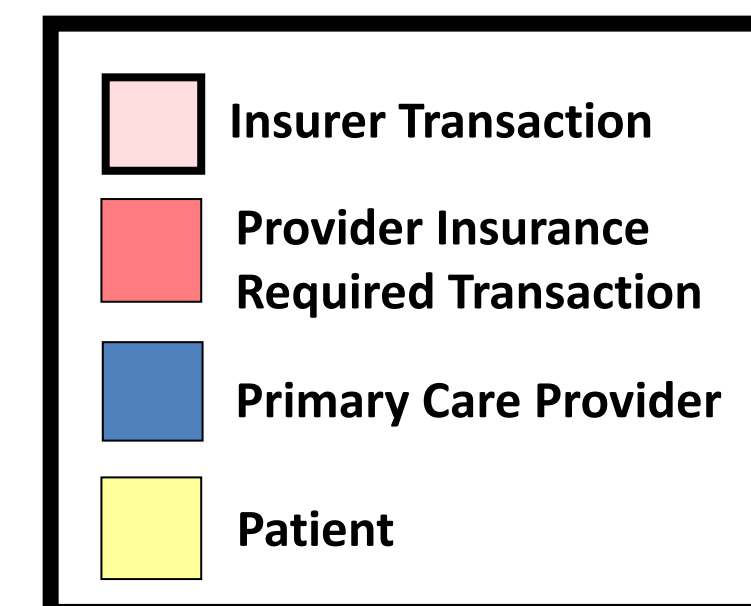 Insurer Transaction
Provider Insurance
Required Transaction
Primary Care Provider
Patient